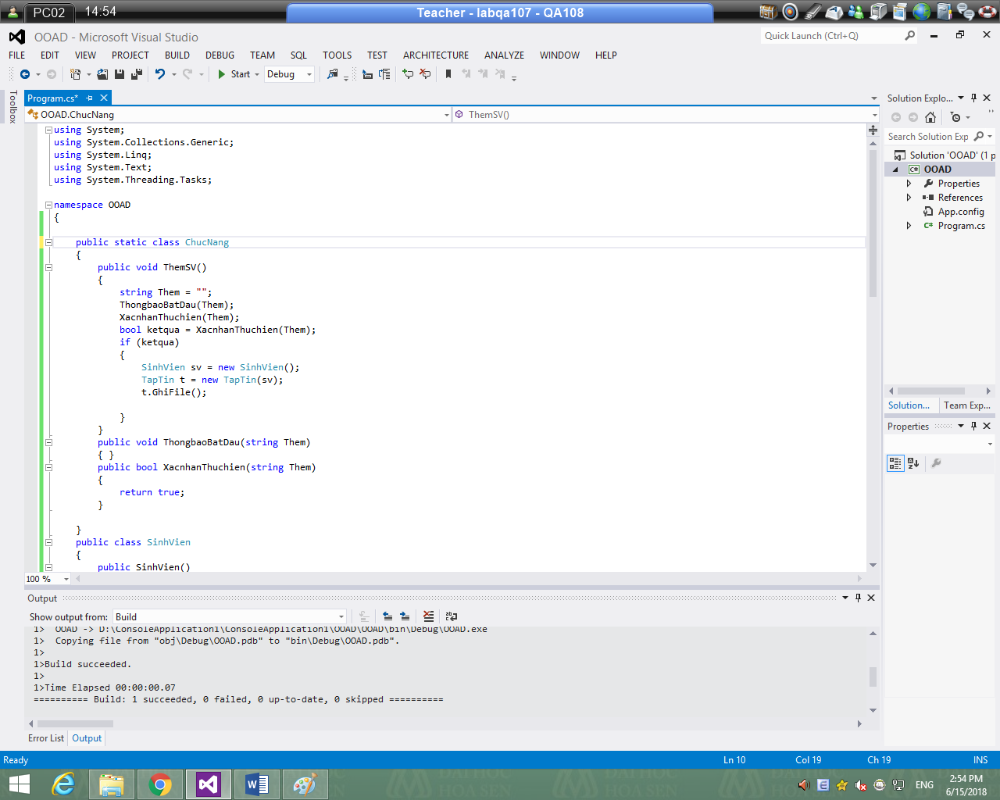 PC02
14:54
Teacher - labqa107 - QA108
OOAD - Microsoft Visual Studio
Quick Launch (Ctrl+Q)
FILE EDIT VIEW PROJECT BUILD DEBUG TEAM SQL TOOLS TEST ARCHITECTURE ANALYZE WINDOW HELP
Start Debug
Toolbox
Program.cs*
OOAD.ChucNang
ThemSV()
using System;
using System.Collections.Generic;
using System.Linq;
using System.Text;
using System.Threading.Tasks;
namespace OOAD
{
public static class ChucNang
{
public void ThemSV()
{
string Them = "";
ThongbaoBatDau(Them);
XacnhanThuchien(Them);
bool ketqua = XacnhanThuchien(Them);
if (ketqua)
{
SinhVien sv = new SinhVien();
TapTin t = new TapTin(sv);
t.GhiFile();
}
}
public void ThongbaoBatDau(string Them)
{ }
public bool XacnhanThuchien(string Them)
{
return true;
}
}
public class SinhVien
{
public SinhVien()
100 %
Solution Explo...
Search Solution Exp
Solution 'OOAD' (1 p
OOAD
Properties
References
App.config
Program.cs
Solution... Team Exp...
Properties
Output
Show output from: Build
1> OOAD -> D:\ConsoleApplication1\ConsoleApplication1\OOAD\OOAD\bin\Debug\OOAD.exe
1> Copying file from "obj\Debug\OOAD.pdb" to "bin\Debug\OOAD.pdb".
1>
1>Build succeeded.
1>
1>Time Elapsed 00:00:00.07
========== Build: 1 succeeded, 0 failed, 0 up-to-date, 0 skipped ==========
Error List Output
Ready
Ln 10 Col 19 Ch 19 INS
ENG
2:54 PM
6/15/2018